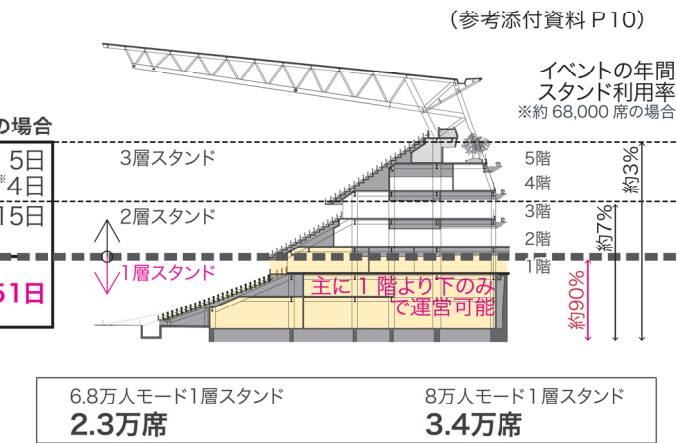 （参考添付資料 P10）
イベントの年間
スタンド利用率
※約 68,000 席の場合
の場合
5日
※4日
15日
51日
3層スタンド
2層スタンド
1層スタンド
5階
4階
3階
2階
1階
約3%
約7%
約90%
主に 1 階より下のみ
で運営可能
6.8万人モード1層スタンド
2.3万席
8万人モード1層スタンド
3.4万席